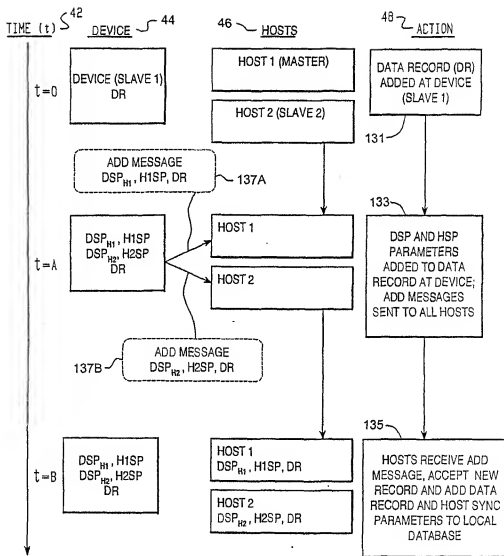 TIME (t)
42
DEVICE
44
46
HOSTS
48
ACTION
t=0
DEVICE (SLAVE 1)
DR
HOST 1 (MASTER)
HOST 2 (SLAVE 2)
DATA RECORD (DR)
ADDED AT DEVICE
(SLAVE 1)
131
ADD MESSAGE
DSPH1, H1SP, DR
137A
133
t=A
DSPH1, H1SP
DSPH2, H2SP
DR
HOST 1
HOST 2
DSP AND HSP
PARAMETERS
ADDED TO DATA
RECORD AT DEVICE;
ADD MESSAGES
SENT TO ALL HOSTS
137B
ADD MESSAGE
DSPH2, H2SP, DR
135
t=B
DSPH1, H1SP
DSPH2, H2SP
DR
HOST 1
DSPH1, H1SP, DR
HOST 2
DSPH2, H2SP, DR
HOSTS RECEIVE ADD
MESSAGE, ACCEPT NEW
RECORD AND ADD DATA
RECORD AND HOST SYNC
PARAMETERS TO LOCAL
DATABASE